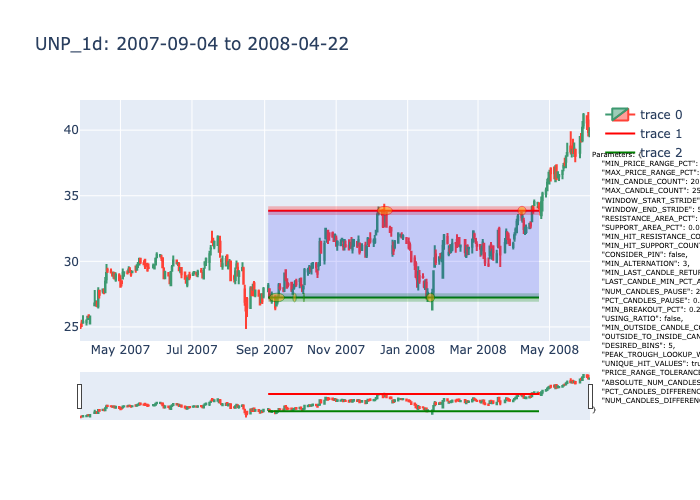 UNP_1d: 2007-09-04 to 2008-04-22
40
35
30
25
May 2007
Jul 2007
Sep 2007
Nov 2007
Jan 2008
Mar 2008
May 2008
trace 0
trace 1
trace 2
Parameters: {
"MIN_PRICE_RANGE_PCT":
"MAX_PRICE_RANGE_PCT":
"MIN_CANDLE_COUNT": 20
"MAX_CANDLE_COUNT": 25
"WINDOW_START_STRIDE"
"WINDOW_END_STRIDE": 5
"RESISTANCE_AREA_PCT":
"SUPPORT_AREA_PCT": 0.0
"MIN_HIT_RESISTANCE_CO
"MIN_HIT_SUPPORT_COUN
"CONSIDER_PIN": false,
"MIN_ALTERNATION": 3,
"MIN_LAST_CANDLE_RETUR
"LAST_CANDLE_MIN_PCT_A
"NUM_CANDLES_PAUSE": 2
"PCT_CANDLES_PAUSE": 0.
"MIN_BREAKOUT_PCT": 0.2
"USING_RATIO": false,
"MIN_OUTSIDE_CANDLE_CO
"OUTSIDE_TO_INSIDE_CAN
"DESIRED_BINS": 5,
"PEAK_TROUGH_LOOKUP_W
"UNIQUE_HIT_VALUES": tru
"PRICE_RANGE_TOLERANCE
"ABSOLUTE_NUM_CANDLES
"PCT_CANDLES_DIFFERENC
"NUM_CANDLES_DIFFEREN
}